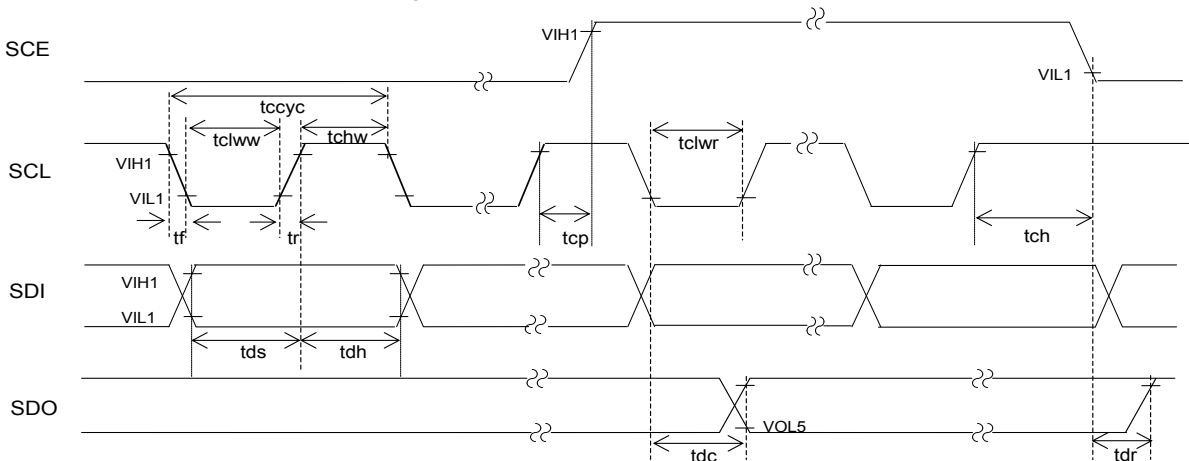 SCE
VIH1
VIL1
tccyc
tclww
tchw
tclwr
SCL
VIH1
VIL1
tf
tr
tcp
tch
SDI
VIH1
VIL1
tds
tdh
SDO
VOL5
tdc
tdr